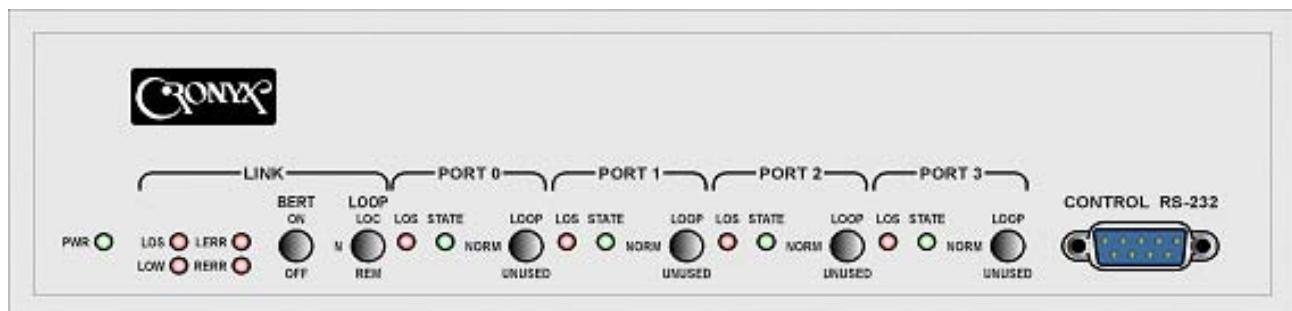 CRONYX
LINK PORT 0 PORT 1 PORT 2 PORT 3
BERT LOOP CONTROL RS-232
ON LOC LOS STATE LOOP LOS STATE LOOP LOS STATE LOOP LOS STATE LOOP
PWR LOS LERR N NORM NORM NORM NORM
LOW RERR OFF REM UNUSED UNUSED UNUSED UNUSED